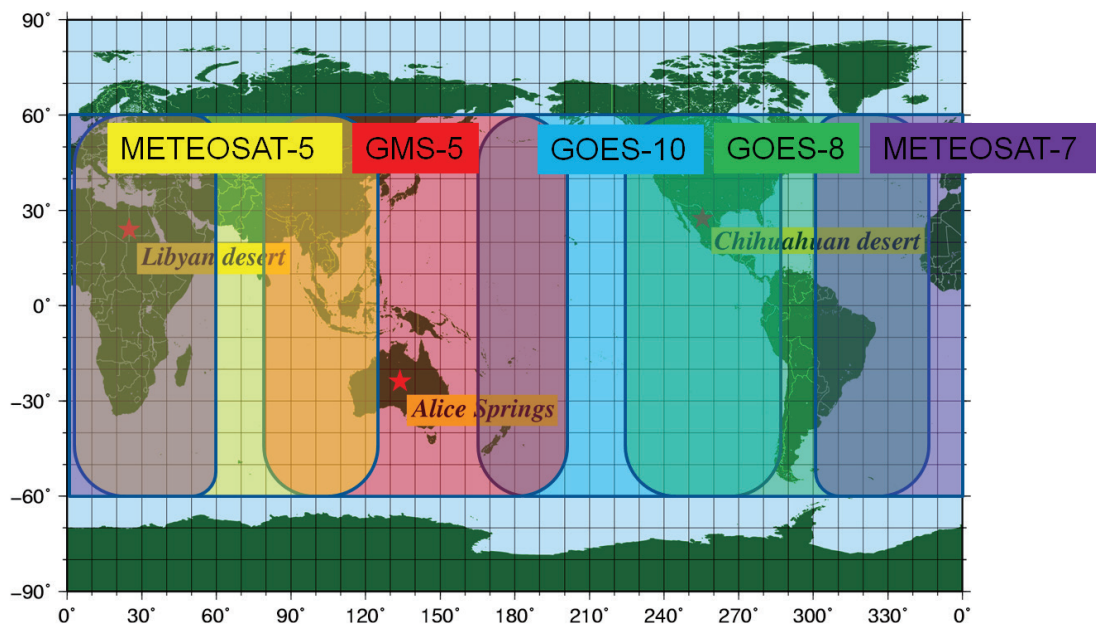 90°
60°
METEOSAT-5 GMS-5 GOES-10 GOES-8 METEOSAT-7
30°
Libyan desert
Chihuahuan desert
0°
−30°
Alice Springs
−60°
−90°
0° 30° 60° 90° 120° 150° 180° 210° 240° 270° 300° 330° 0°